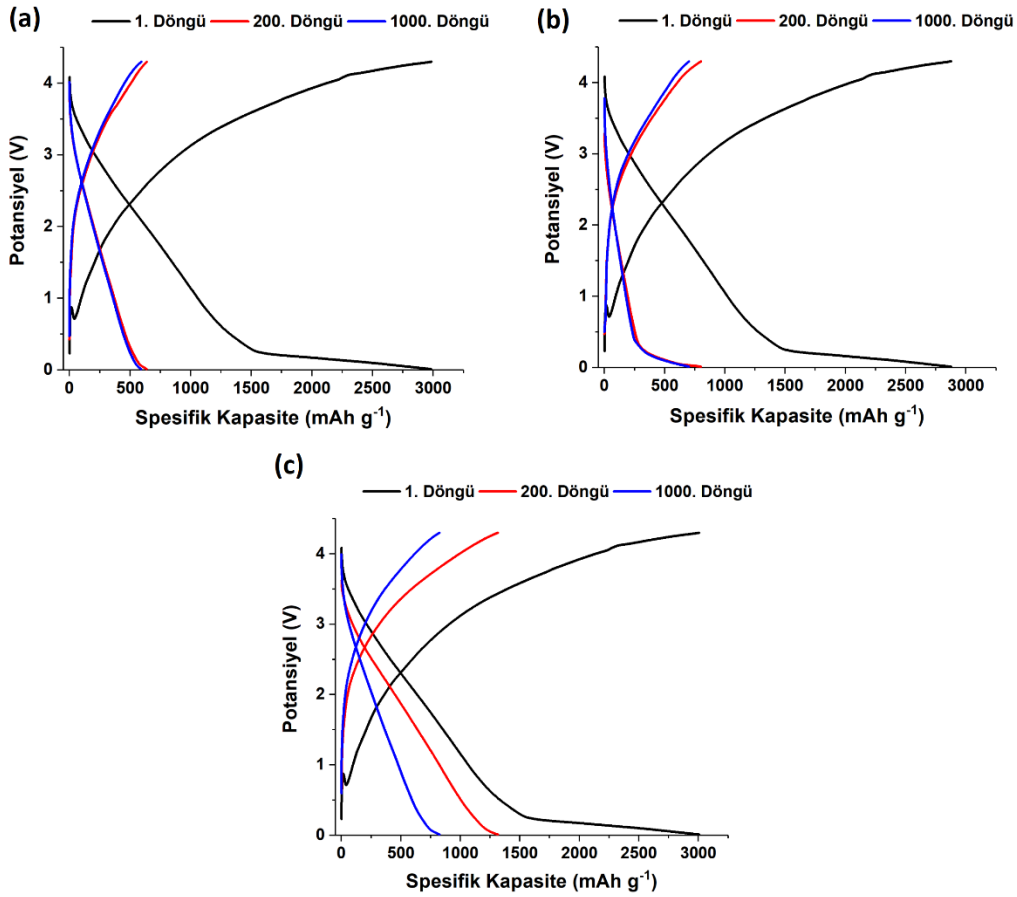 (a)
1. Döngü 200. Döngü 1000. Döngü
Potansiyel (V)
4
3
2
1
0
0 500 1000 1500 2000 2500 3000
Spesifik Kapasite (mAh g⁻¹)
(b)
1. Döngü 200. Döngü 1000. Döngü
Potansiyel (V)
4
3
2
1
0
0 500 1000 1500 2000 2500 3000
Spesifik Kapasite (mAh g⁻¹)
(c)
1. Döngü 200. Döngü 1000. Döngü
Potansiyel (V)
4
3
2
1
0
0 500 1000 1500 2000 2500 3000
Spesifik Kapasite (mAh g⁻¹)